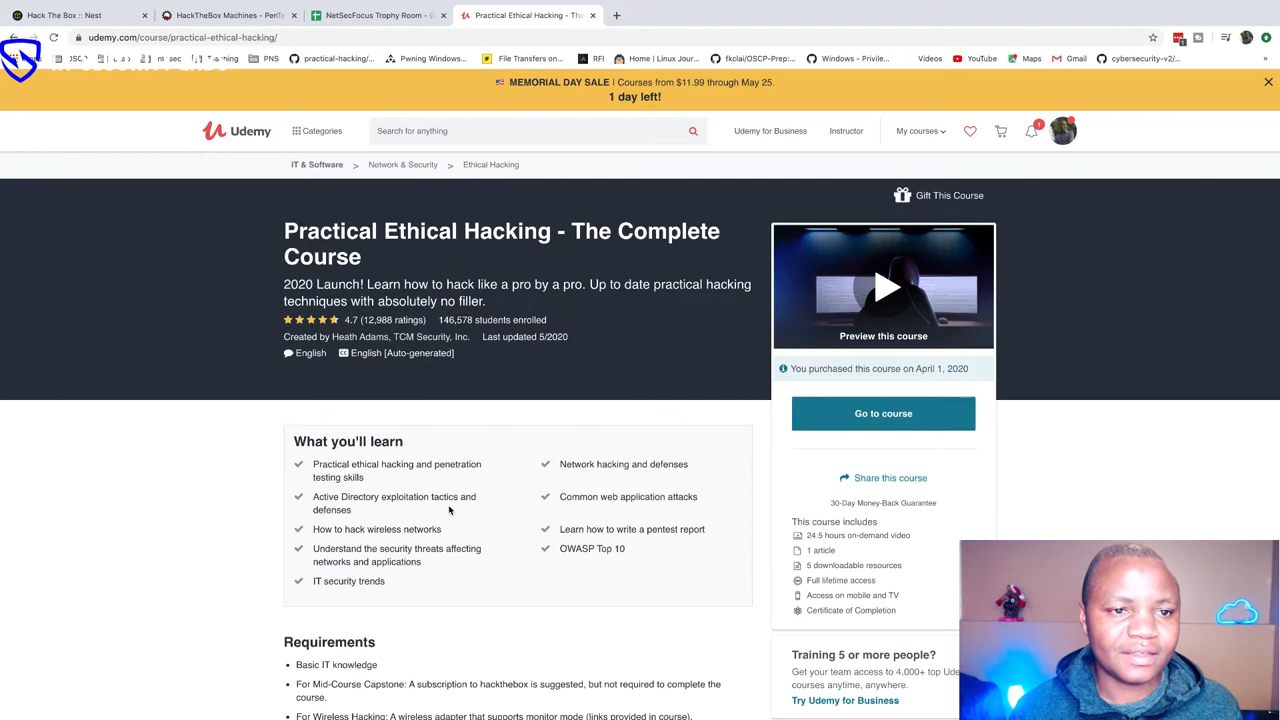 Hack The Box :: Nest
HackTheBox Machines - PenTe
NetSecFocus Trophy Room - G
Practical Ethical Hacking - The
udemy.com/course/practical-ethical-hacking/
PNS
practical-hacking/...
Pwning Windows...
File Transfers on...
RFI
Home | Linux Jour...
fkclai/OSCP-Prep:...
Windows - Privile...
Videos
YouTube
Maps
Gmail
cybersecurity-v2/...
»
MEMORIAL DAY SALE | Courses from $11.99 through May 25.
1 day left!
Udemy
Categories
Search for anything
Udemy for Business
Instructor
My courses
1
IT & Software > Network & Security > Ethical Hacking
Gift This Course
Practical Ethical Hacking - The Complete
Course
2020 Launch! Learn how to hack like a pro by a pro. Up to date practical hacking
techniques with absolutely no filler.
4.7 (12,988 ratings) 146,578 students enrolled
Created by Heath Adams, TCM Security, Inc. Last updated 5/2020
English English [Auto-generated]
Preview this course
You purchased this course on April 1, 2020
Go to course
Share this course
30-Day Money-Back Guarantee
This course includes
24.5 hours on-demand video
1 article
5 downloadable resources
Full lifetime access
Access on mobile and TV
Certificate of Completion
Training 5 or more people?
Get your team access to 4,000+ top Ude
courses anytime, anywhere.
Try Udemy for Business
What you'll learn
Practical ethical hacking and penetration
testing skills
Active Directory exploitation tactics and
defenses
How to hack wireless networks
Understand the security threats affecting
networks and applications
IT security trends
Network hacking and defenses
Common web application attacks
Learn how to write a pentest report
OWASP Top 10
Requirements
Basic IT knowledge
For Mid-Course Capstone: A subscription to hackthebox is suggested, but not required to complete the
course.
For Wireless Hacking: A wireless adapter that supports monitor mode (links provided in course).